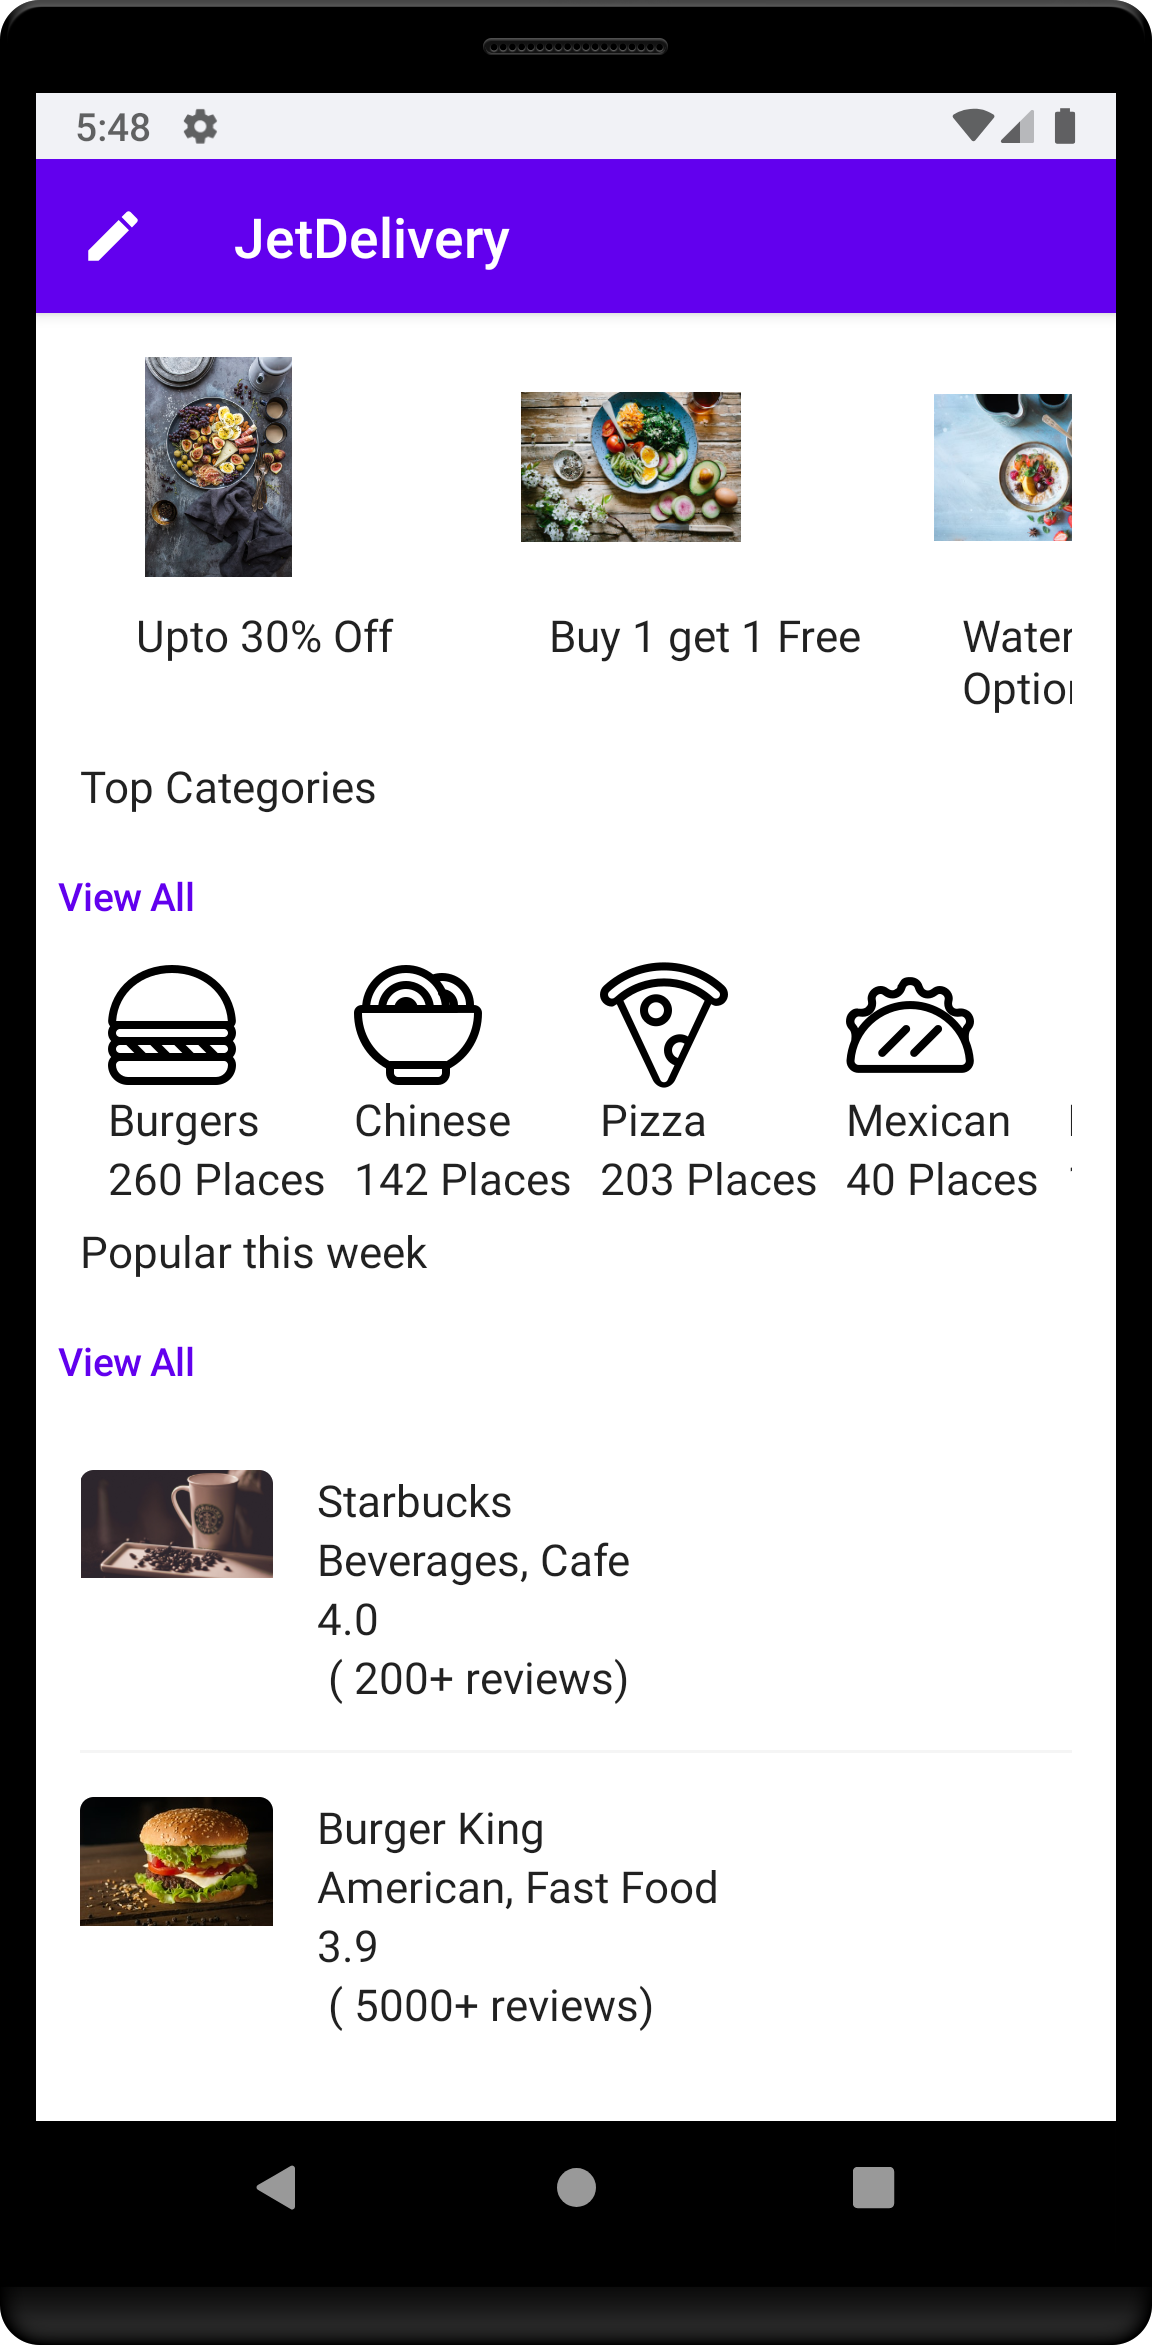 5:48
JetDelivery
Upto 30% Off
Buy 1 get 1 Free
Water
Option
Top Categories
View All
Burgers
260 Places
Chinese
142 Places
Pizza
203 Places
Mexican
40 Places
Popular this week
View All
Starbucks
Beverages, Cafe
4.0
( 200+ reviews)
Burger King
American, Fast Food
3.9
( 5000+ reviews)